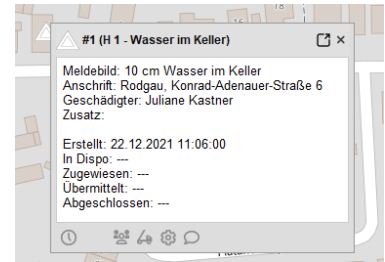 18
#1 (H 1 - Wasser im Keller)
Meldebild: 10 cm Wasser im Keller
Anschrift: Rodgau, Konrad-Adenauer-Straße 6
Geschädigter: Juliane Kastner
Zusatz:
Erstellt: 22.12.2021 11:06:00
In Dispo: ---
Zugewiesen: ---
Übermittelt: ---
Abgeschlossen: ---